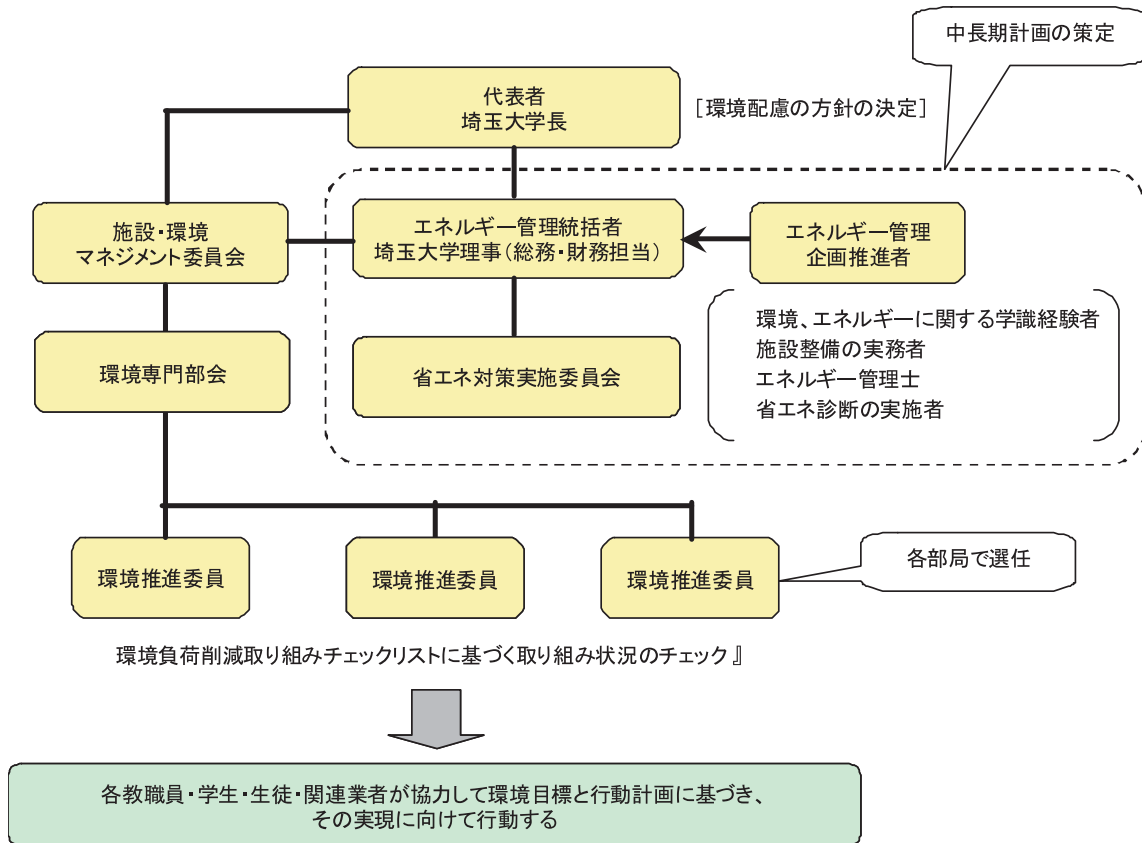 中長期計画の策定
代表者
埼玉大学長
［環境配慮の方針の決定］
施設・環境
マネジメント委員会
エネルギー管理統括者
埼玉大学理事（総務・財務担当）
エネルギー管理
企画推進者
環境、エネルギーに関する学識経験者
施設整備の実務者
エネルギー管理士
省エネ診断の実施者
環境専門部会
省エネ対策実施委員会
環境推進委員
環境推進委員
環境推進委員
各部局で選任
環境負荷削減取り組みチェックリストに基づく取り組み状況のチェック』
各教職員・学生・生徒・関連業者が協力して環境目標と行動計画に基づき、
その実現に向けて行動する